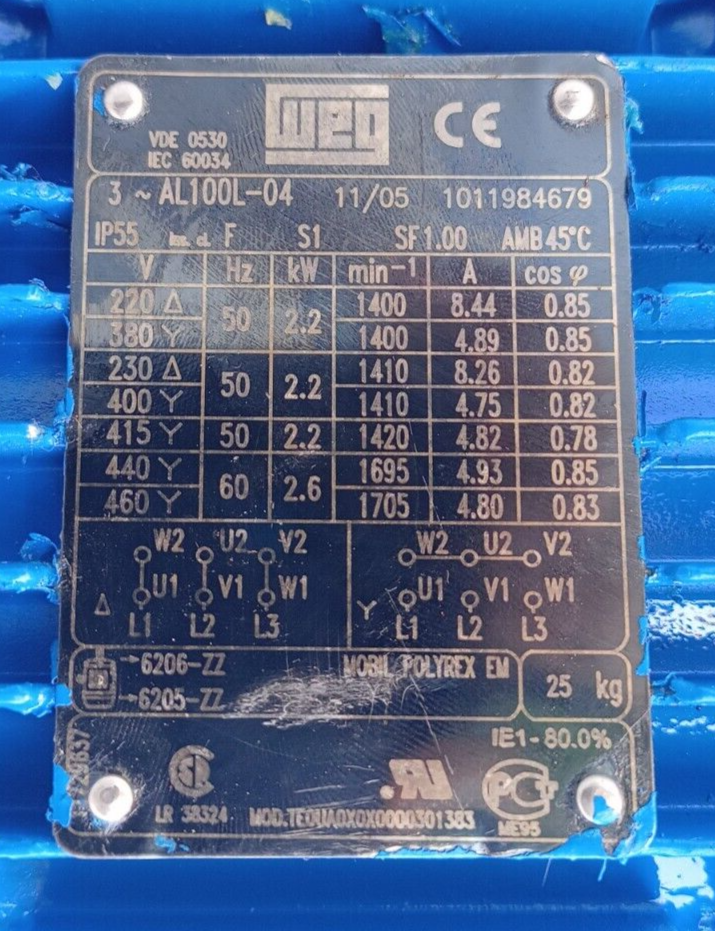 VDE 0530
IEC 60034
WEG CE
3 ~ AL100L-04 11/05 1011984679
IP55 Iso. cl. F S1 SF1.00 AMB 45°C
V Hz kW min⁻¹ A cos φ
220 Δ 50 2.2 1400 8.44 0.85
380 Y 1400 4.89 0.85
230 Δ 50 2.2 1410 8.26 0.82
400 Y 1410 4.75 0.82
415 Y 50 2.2 1420 4.82 0.78
440 Y 60 2.6 1695 4.93 0.85
460 Y 1705 4.80 0.83
W2 U2 V2 W2 U2 V2
Δ U1 V1 W1 Y U1 V1 W1
L1 L2 L3 L1 L2 L3
→6206-ZZ MOBIL POLYREX EM 25 kg
→6205-ZZ
IE1-80.0%
LR 38324
ME95